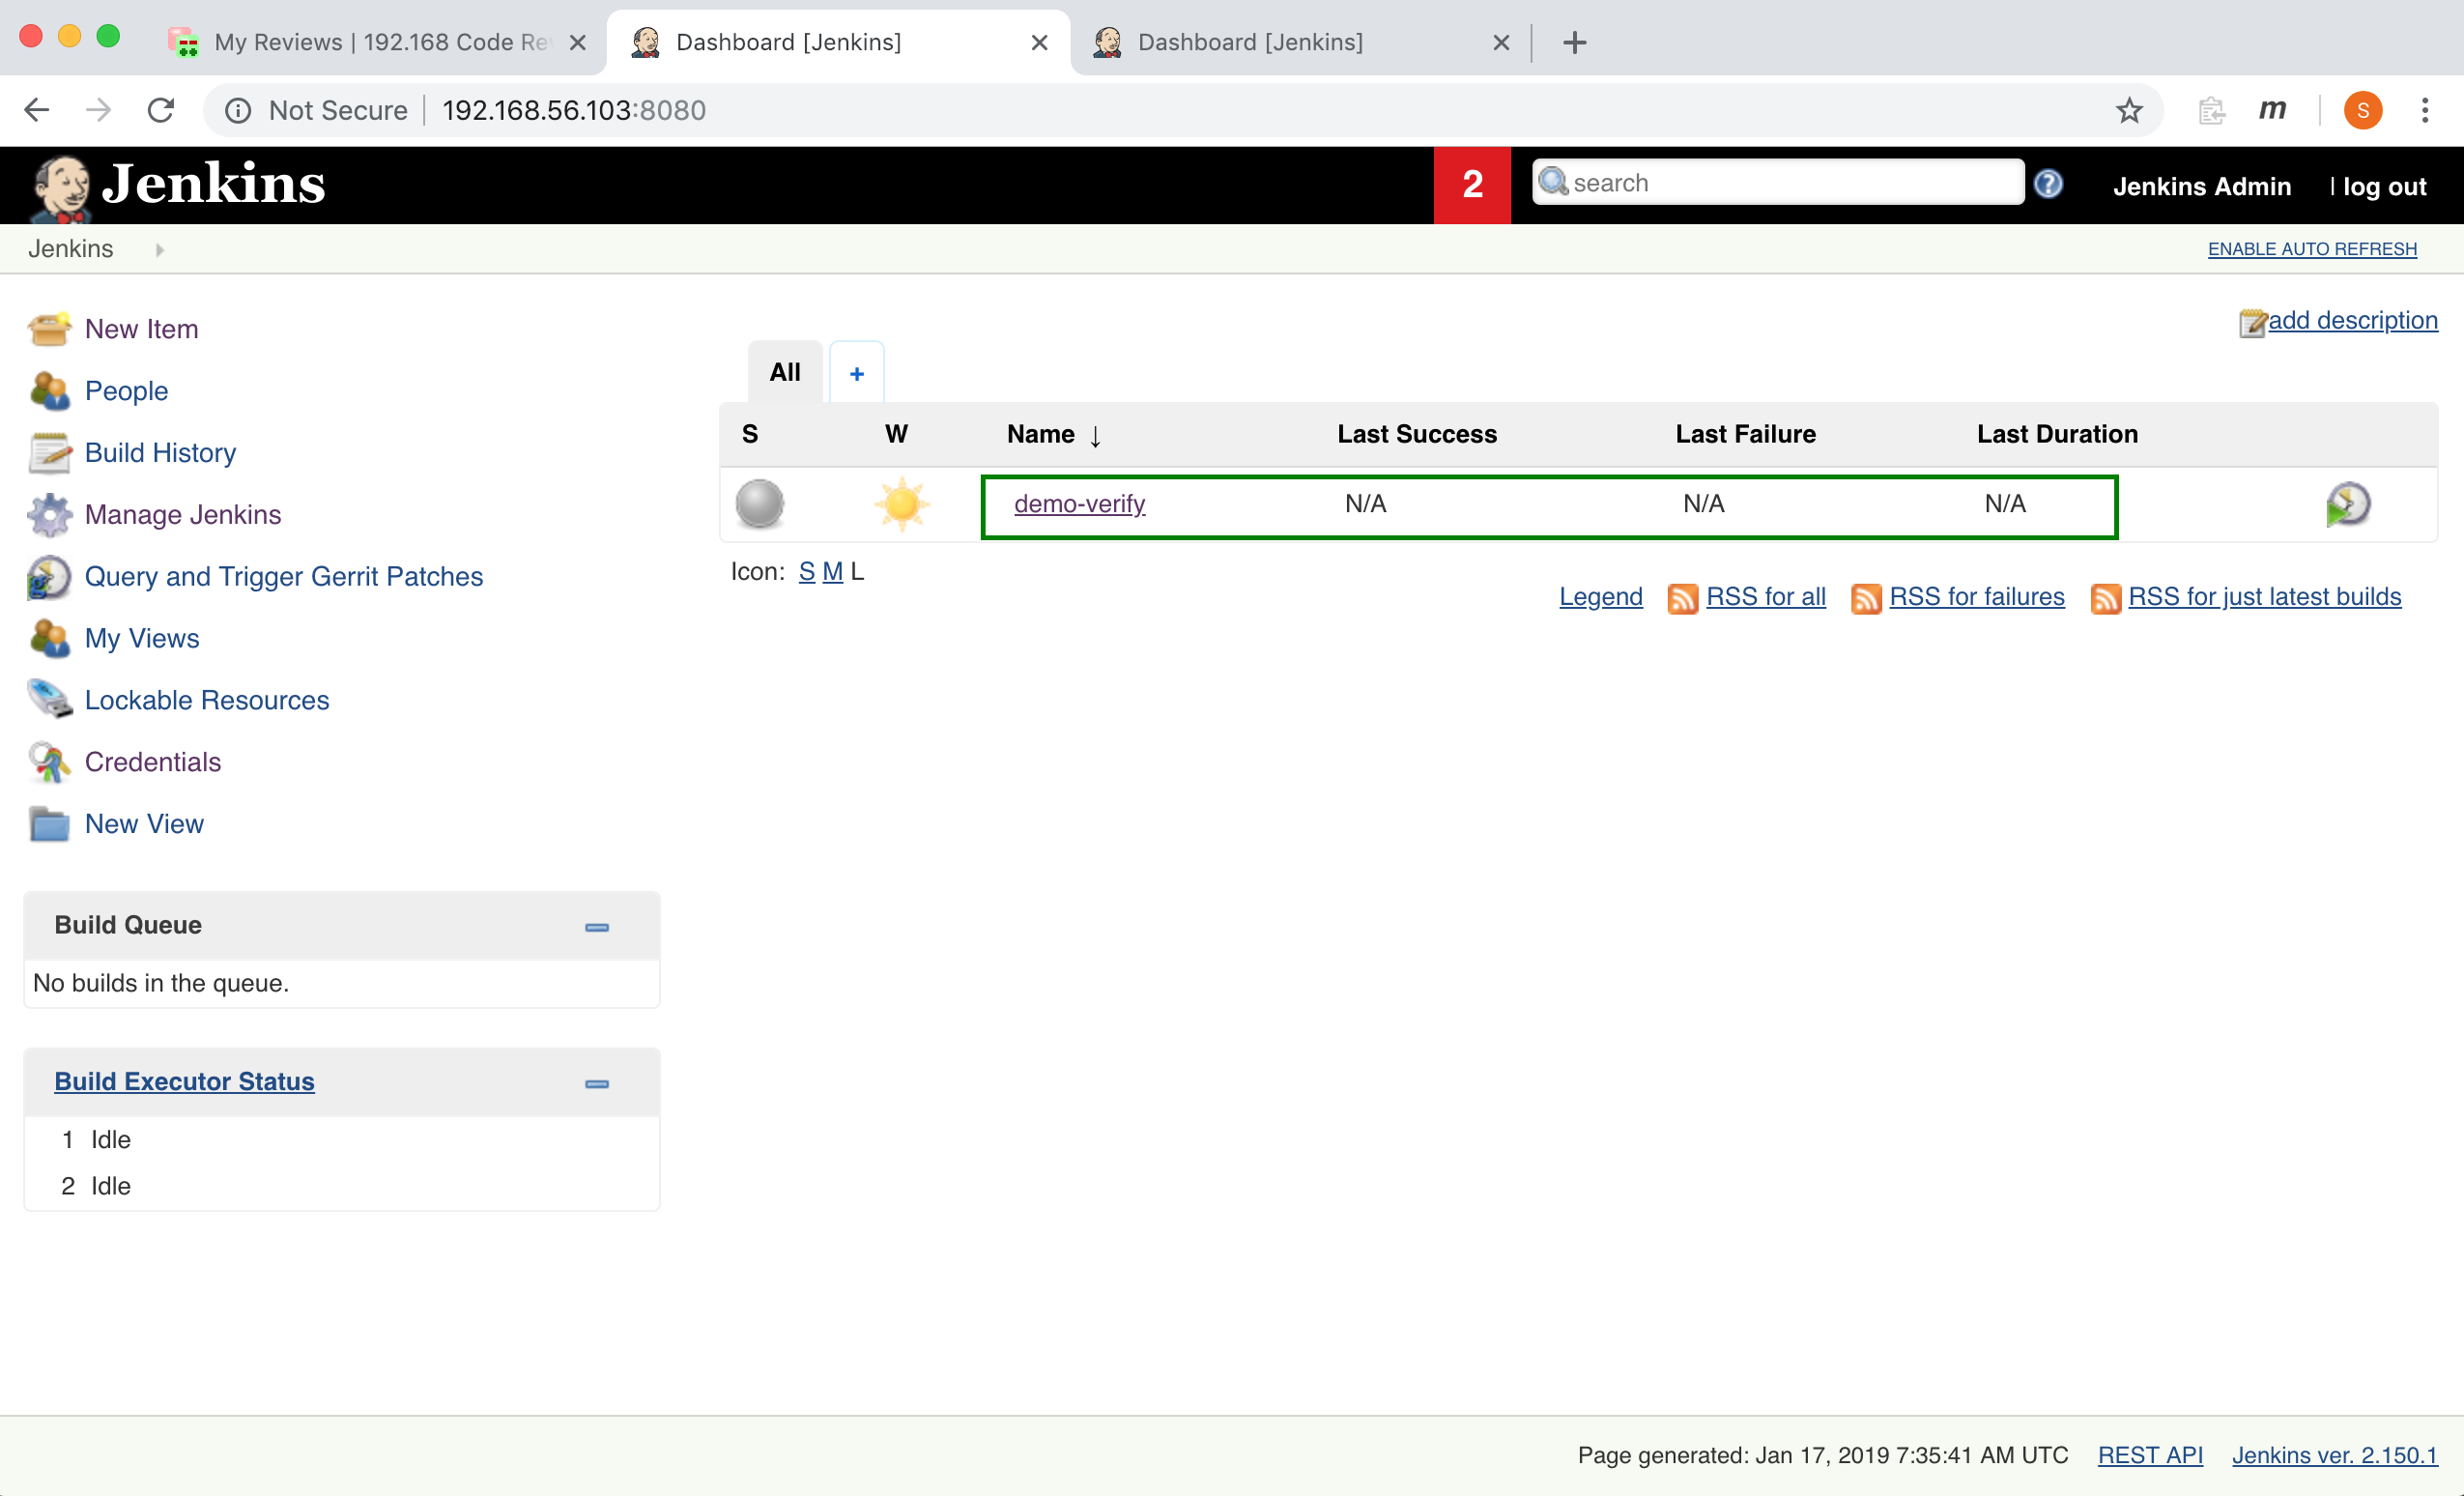 My Reviews | 192.168 Code Re
Dashboard [Jenkins]
Dashboard [Jenkins]
Not Secure
192.168.56.103:8080
m
S
Jenkins
2
search
Jenkins Admin
| log out
Jenkins
ENABLE AUTO REFRESH
New Item
People
Build History
Manage Jenkins
Query and Trigger Gerrit Patches
My Views
Lockable Resources
Credentials
New View
add description
All
+
S W Name ↓ Last Success Last Failure Last Duration
demo-verify N/A N/A N/A
Icon: S M L
Legend RSS for all RSS for failures RSS for just latest builds
Build Queue
No builds in the queue.
Build Executor Status
1 Idle
2 Idle
Page generated: Jan 17, 2019 7:35:41 AM UTC REST API Jenkins ver. 2.150.1